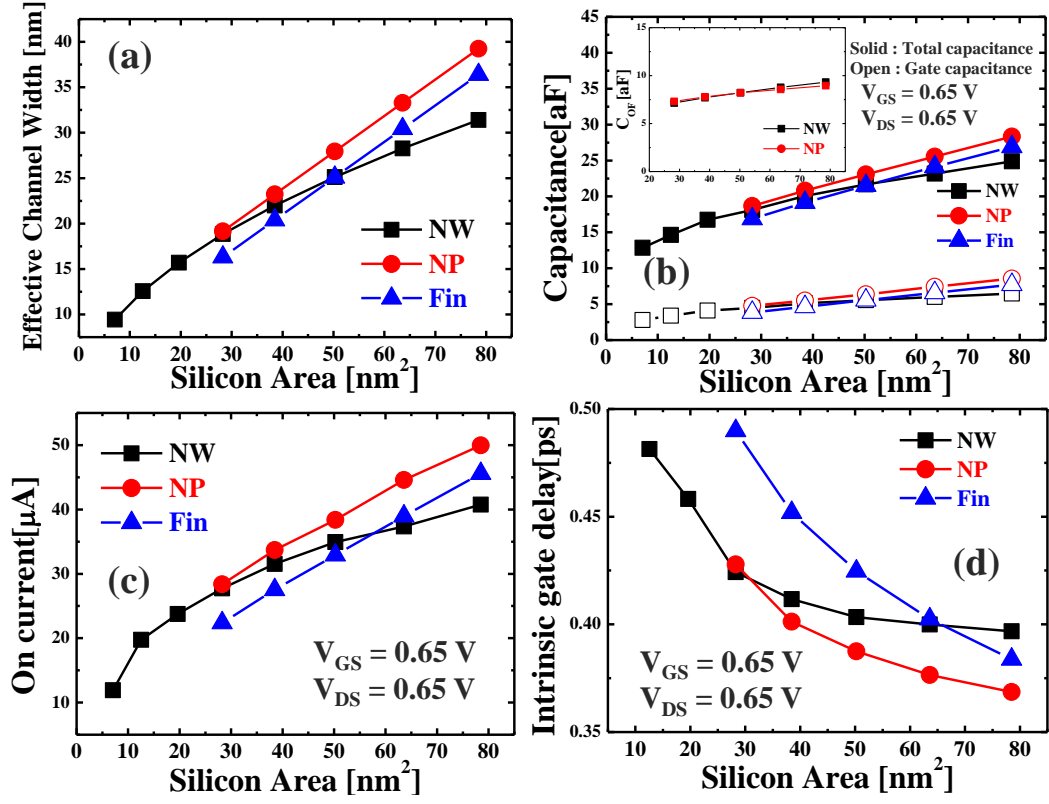 (a)
Effective Channel Width [nm]
40
35
30
25
20
15
10
NW
NP
Fin
0 10 20 30 40 50 60 70 80
Silicon Area [nm²]
(b)
Capacitance[aF]
45
40
35
30
25
20
15
10
5
0
Solid : Total capacitance
Open : Gate capacitance
V_GS = 0.65 V
V_DS = 0.65 V
C_OF [aF]
15
10
5
0
NW
NP
20 30 40 50 60 70 80
NW
NP
Fin
0 10 20 30 40 50 60 70 80
Silicon Area [nm²]
(c)
On current[µA]
50
40
30
20
10
NW
NP
Fin
V_GS = 0.65 V
V_DS = 0.65 V
0 10 20 30 40 50 60 70 80
Silicon Area [nm²]
(d)
Intrinsic gate delay[ps]
0.50
0.45
0.40
0.35
NW
NP
Fin
V_GS = 0.65 V
V_DS = 0.65 V
10 20 30 40 50 60 70 80
Silicon Area [nm²]